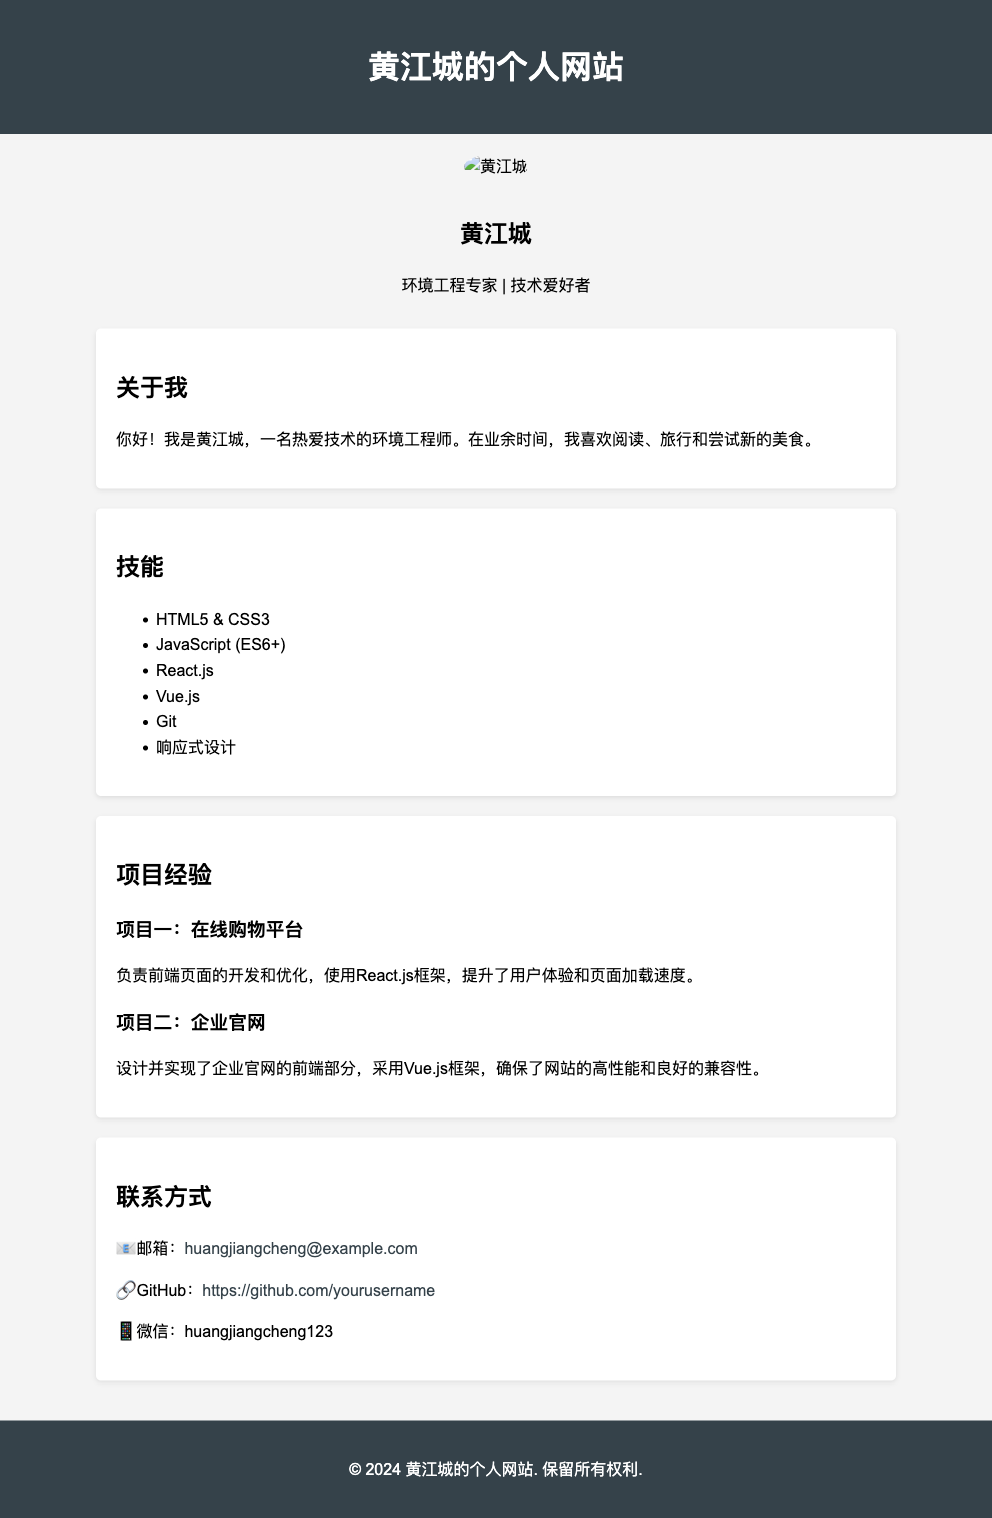 黄江城的个人网站
黄江城
黄江城
环境工程专家 | 技术爱好者
关于我
你好！我是黄江城，一名热爱技术的环境工程师。在业余时间，我喜欢阅读、旅行和尝试新的美食。
技能
• HTML5 & CSS3
• JavaScript (ES6+)
• React.js
• Vue.js
• Git
• 响应式设计
项目经验
项目一：在线购物平台
负责前端页面的开发和优化，使用React.js框架，提升了用户体验和页面加载速度。
项目二：企业官网
设计并实现了企业官网的前端部分，采用Vue.js框架，确保了网站的高性能和良好的兼容性。
联系方式
📧邮箱：huangjiangcheng@example.com
🔗GitHub：https://github.com/yourusername
📱微信：huangjiangcheng123
© 2024 黄江城的个人网站. 保留所有权利.